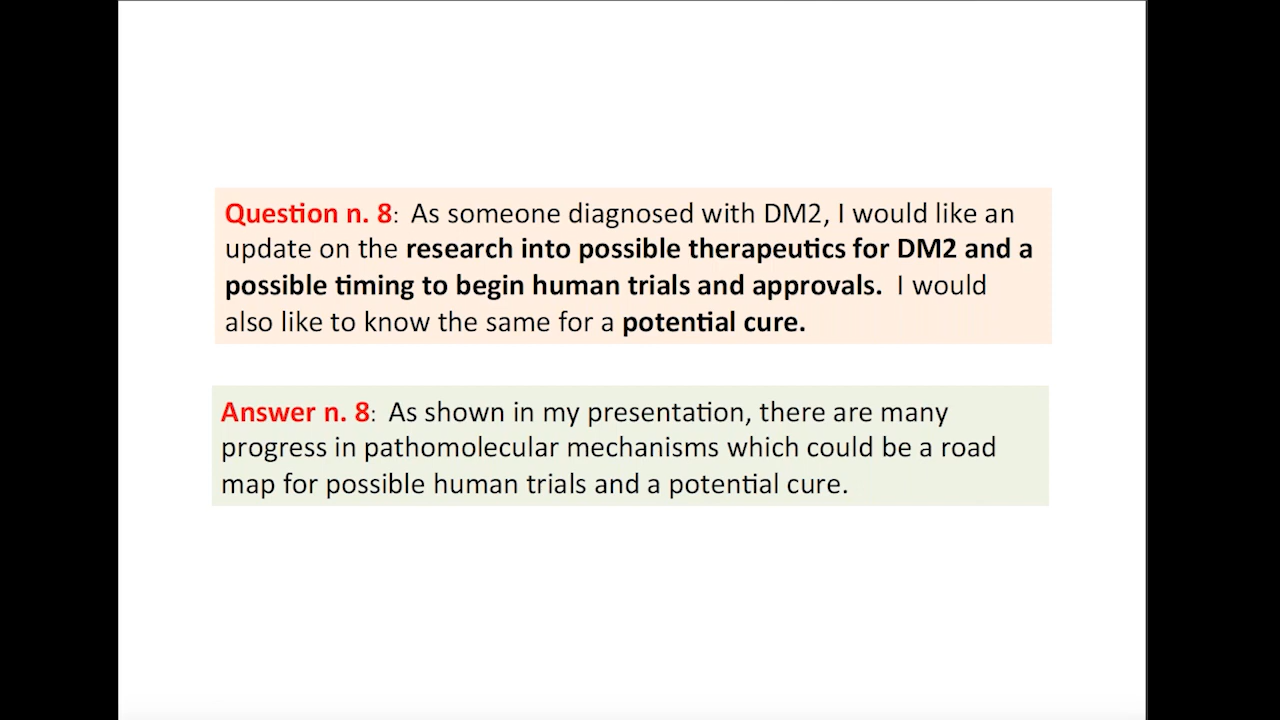 Question n. 8:  As someone diagnosed with DM2, I would like an
update on the research into possible therapeutics for DM2 and a
possible timing to begin human trials and approvals.  I would
also like to know the same for a potential cure.
Answer n. 8:  As shown in my presentation, there are many
progress in pathomolecular mechanisms which could be a road
map for possible human trials and a potential cure.